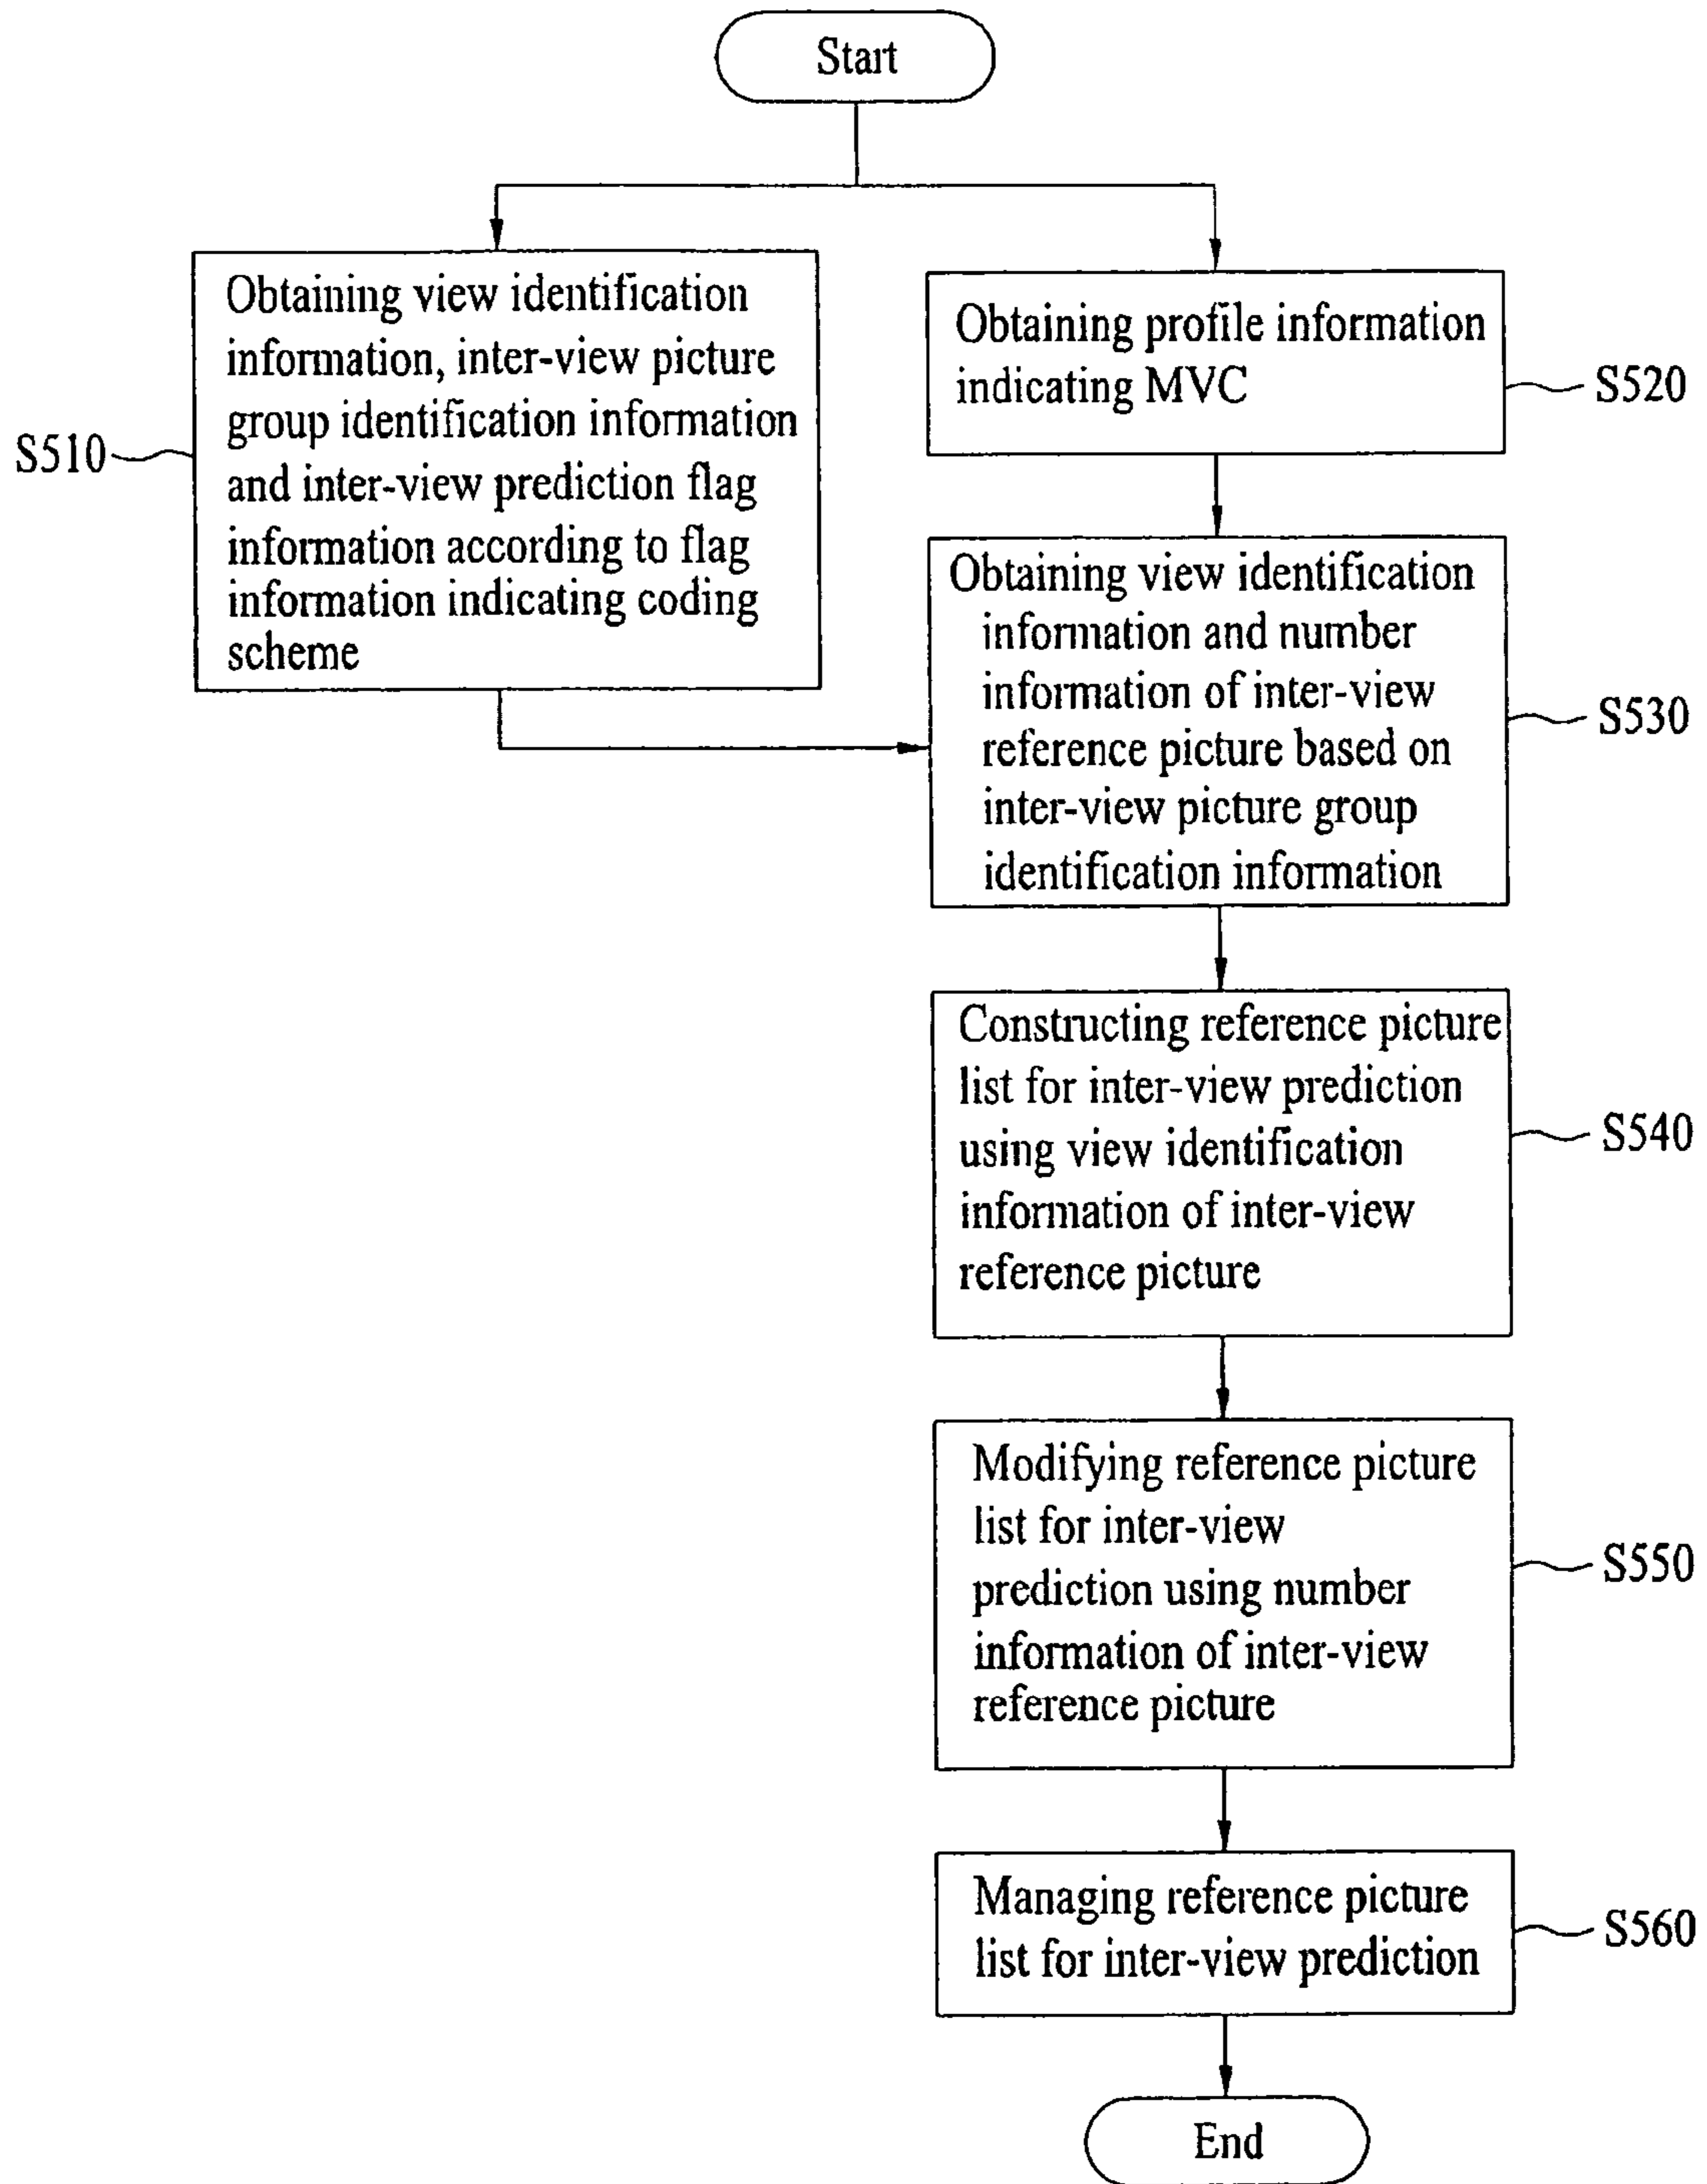 Start
Obtaining view identification
information, inter-view picture
group identification information
and inter-view prediction flag
information according to flag
information indicating coding
scheme
S510
Obtaining profile information
indicating MVC
S520
Obtaining view identification
information and number
information of inter-view
reference picture based on
inter-view picture group
identification information
S530
Constructing reference picture
list for inter-view prediction
using view identification
information of inter-view
reference picture
S540
Modifying reference picture
list for inter-view
prediction using number
information of inter-view
reference picture
S550
Managing reference picture
list for inter-view prediction
S560
End